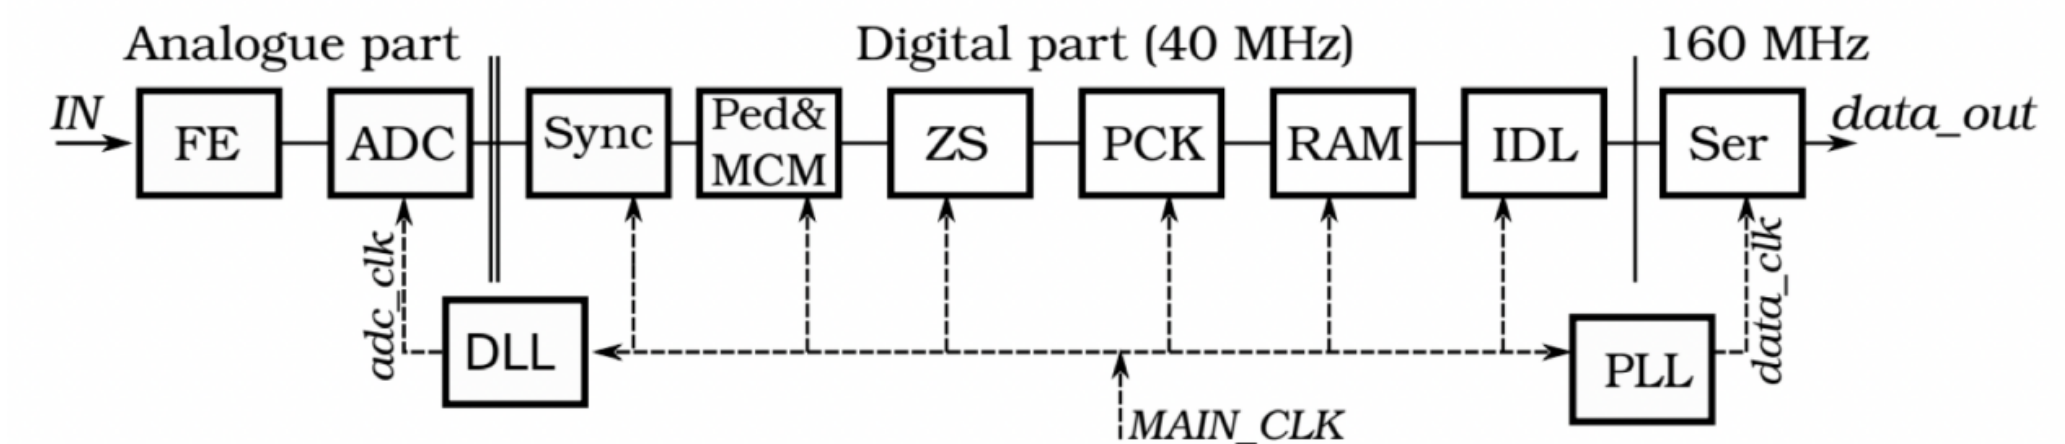 Analogue part
Digital part (40 MHz)
160 MHz
IN
FE
ADC
Sync
Ped&
MCM
ZS
PCK
RAM
IDL
Ser
data_out
adc_clk
DLL
MAIN_CLK
PLL
data_clk